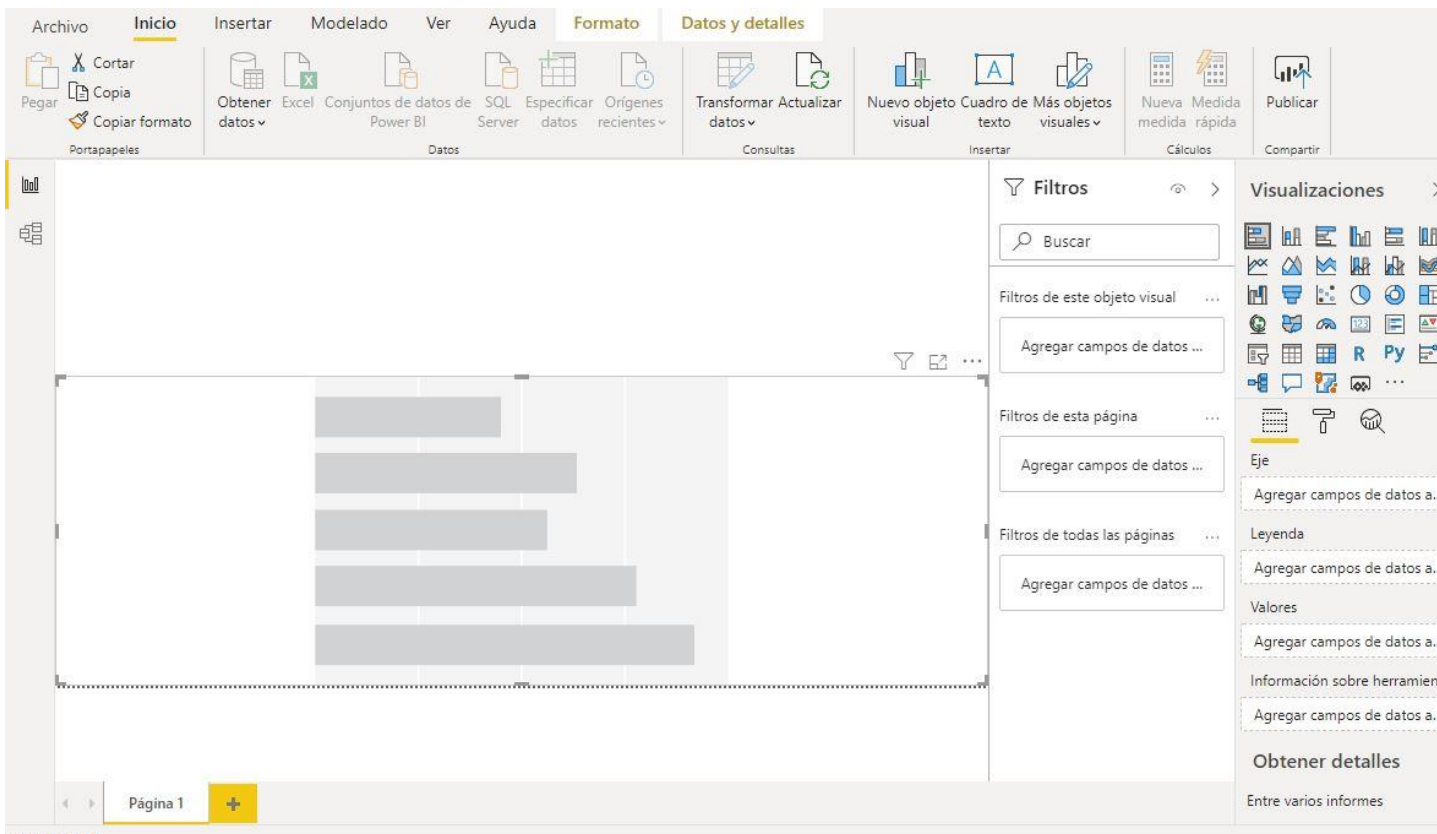 Archivo Inicio Insertar Modelado Ver Ayuda Formato Datos y detalles
Pegar
Cortar
Copia
Copiar formato
Portapapeles
Obtener datos
Excel
Conjuntos de datos de Power BI
SQL Server
Especificar datos
Orígenes recientes
Datos
Transformar datos
Actualizar
Consultas
Nuevo objeto visual
A
Cuadro de texto
Más objetos visuales
Insertar
Nueva medida
Medida rápida
Cálculos
Publicar
Compartir
Filtros
Buscar
Filtros de este objeto visual ...
Agregar campos de datos ...
Filtros de esta página ...
Agregar campos de datos ...
Filtros de todas las páginas ...
Agregar campos de datos ...
Visualizaciones
123
R Py
...
Eje
Agregar campos de datos a.
Leyenda
Agregar campos de datos a.
Valores
Agregar campos de datos a.
Información sobre herramien
Agregar campos de datos a.
Obtener detalles
Entre varios informes
Página 1